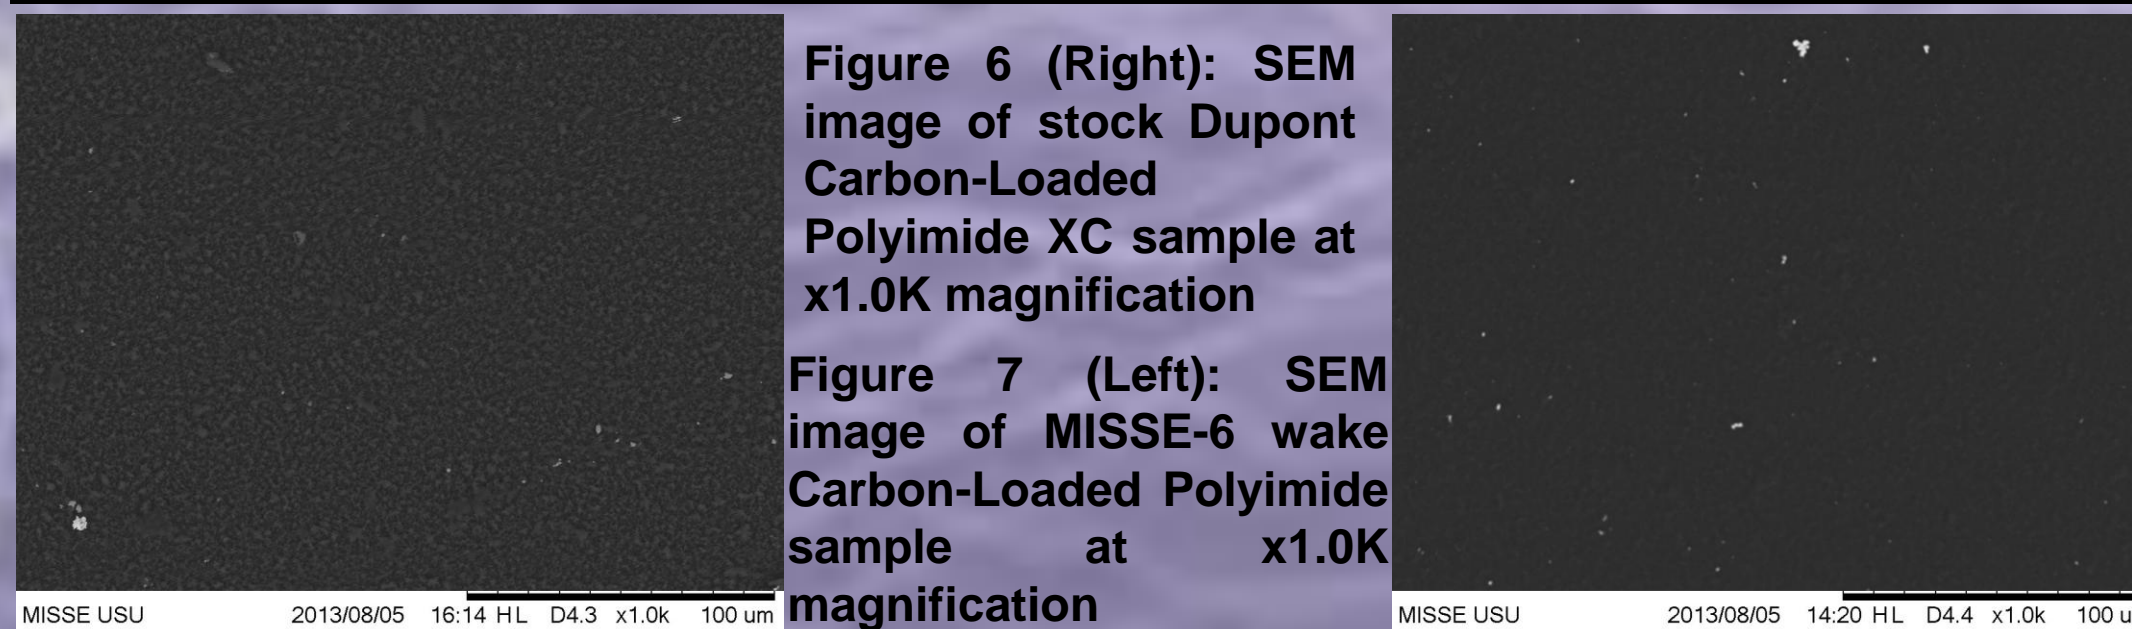 Figure 6 (Right): SEM
image of stock Dupont
Carbon-Loaded
Polyimide XC sample at
x1.0K magnification
Figure 7 (Left): SEM
image of MISSE-6 wake
Carbon-Loaded Polyimide
sample at x1.0K
magnification
MISSE USU 2013/08/05 16:14 HL D4.3 x1.0k 100 um
MISSE USU 2013/08/05 14:20 HL D4.4 x1.0k 100 u